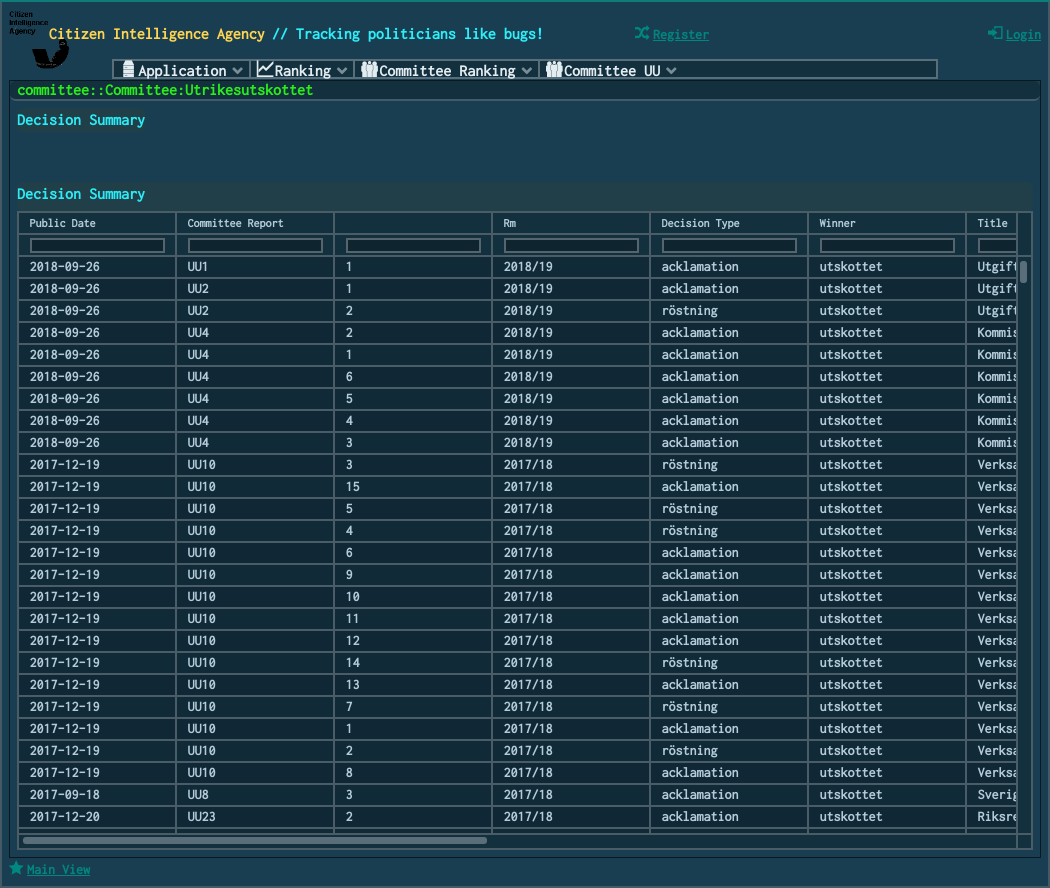 Citizen
Intelligence
Agency
Citizen Intelligence Agency // Tracking politicians like bugs!
Register
Login
Application Ranking Committee Ranking Committee UU
committee::Committee:Utrikesutskottet
Decision Summary
Decision Summary
Public Date Committee Report Rm Decision Type Winner Title
2018-09-26 UU1 1 2018/19 acklamation utskottet Utgift
2018-09-26 UU2 1 2018/19 acklamation utskottet Utgift
2018-09-26 UU2 2 2018/19 röstning utskottet Utgift
2018-09-26 UU4 2 2018/19 acklamation utskottet Kommis
2018-09-26 UU4 1 2018/19 acklamation utskottet Kommis
2018-09-26 UU4 6 2018/19 acklamation utskottet Kommis
2018-09-26 UU4 5 2018/19 acklamation utskottet Kommis
2018-09-26 UU4 4 2018/19 acklamation utskottet Kommis
2018-09-26 UU4 3 2018/19 acklamation utskottet Kommis
2017-12-19 UU10 3 2017/18 röstning utskottet Verksa
2017-12-19 UU10 15 2017/18 acklamation utskottet Verksa
2017-12-19 UU10 5 2017/18 röstning utskottet Verksa
2017-12-19 UU10 4 2017/18 röstning utskottet Verksa
2017-12-19 UU10 6 2017/18 acklamation utskottet Verksa
2017-12-19 UU10 9 2017/18 acklamation utskottet Verksa
2017-12-19 UU10 10 2017/18 acklamation utskottet Verksa
2017-12-19 UU10 11 2017/18 acklamation utskottet Verksa
2017-12-19 UU10 12 2017/18 acklamation utskottet Verksa
2017-12-19 UU10 14 2017/18 röstning utskottet Verksa
2017-12-19 UU10 13 2017/18 acklamation utskottet Verksa
2017-12-19 UU10 7 2017/18 röstning utskottet Verksa
2017-12-19 UU10 1 2017/18 acklamation utskottet Verksa
2017-12-19 UU10 2 2017/18 röstning utskottet Verksa
2017-12-19 UU10 8 2017/18 acklamation utskottet Verksa
2017-09-18 UU8 3 2017/18 acklamation utskottet Sverig
2017-12-20 UU23 2 2017/18 acklamation utskottet Riksre
Main View